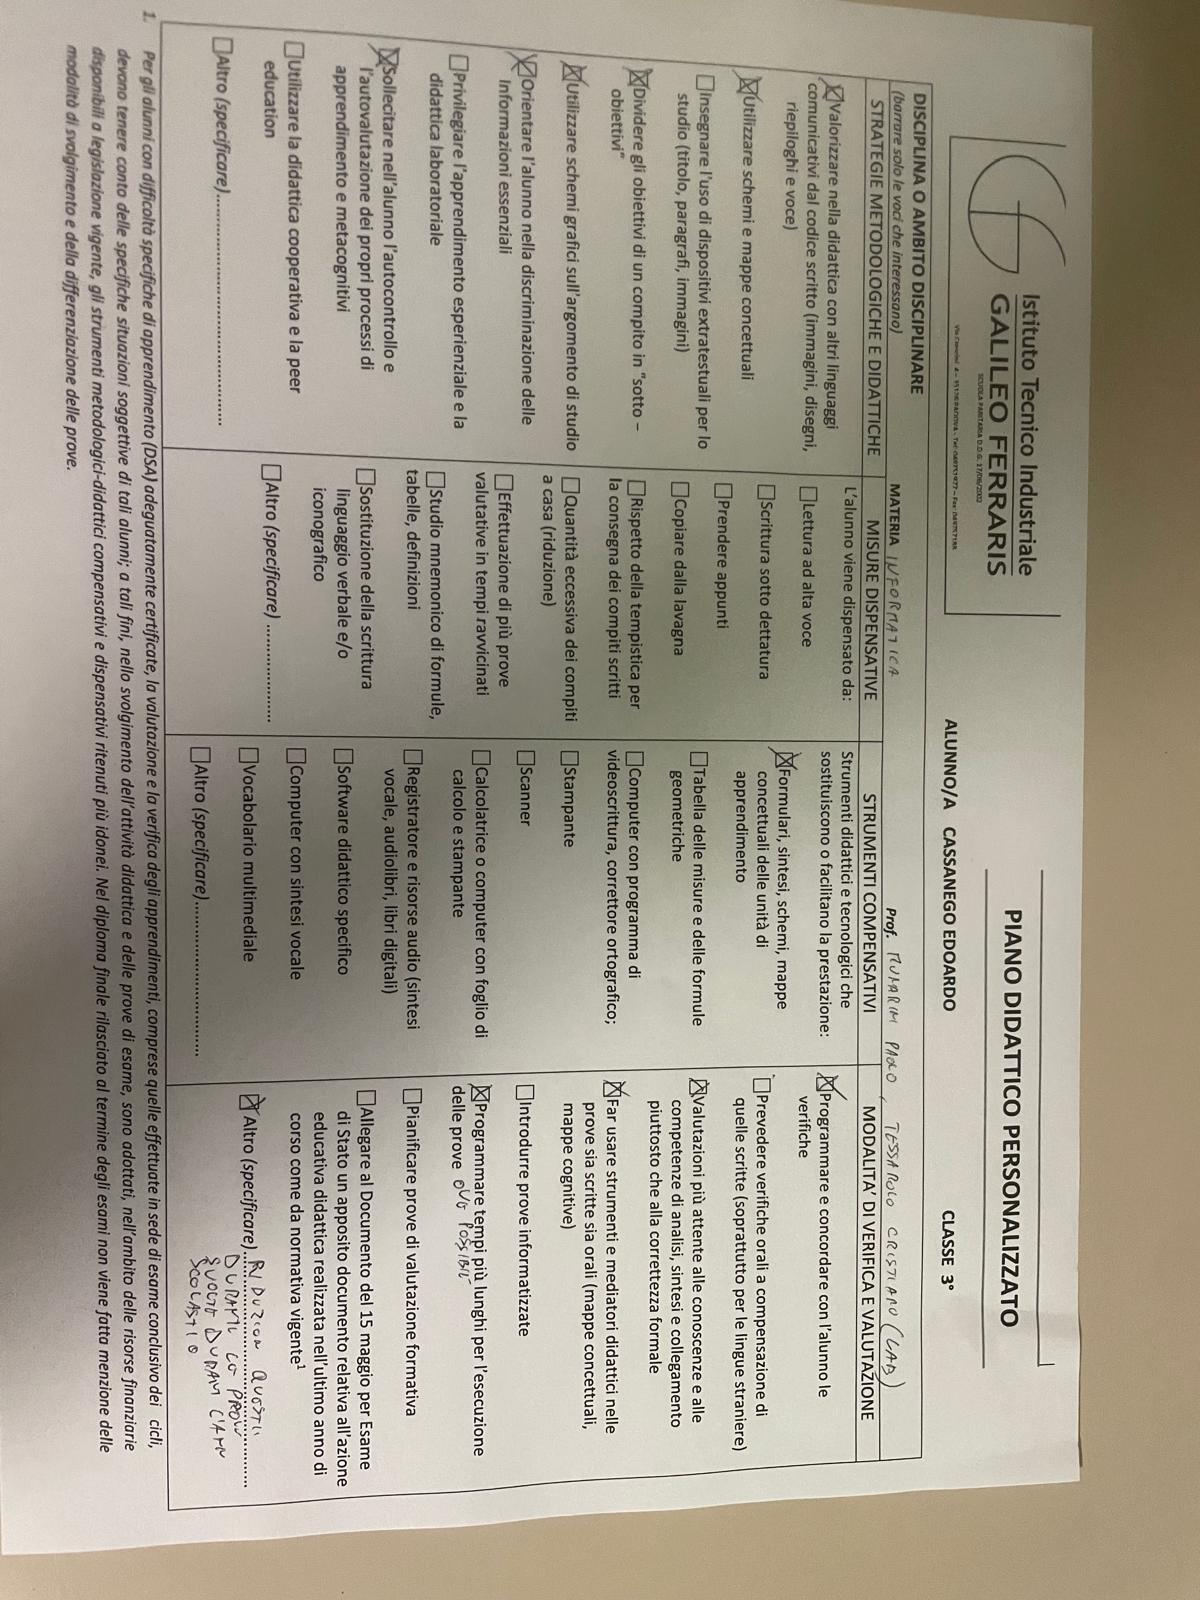 Istituto Tecnico Industriale
GALILEO FERRARIS
SCUOLA PARITARIA D.D.G. 17/06/2002
PIANO DIDATTICO PERSONALIZZATO
ALUNNO/A CASSANEGO EDOARDO CLASSE 3°
DISCIPLINA O AMBITO DISCIPLINARE
(barrare solo le voci che interessano)
MATERIA INFORMATICA
Prof. PAOLO, TESSAROLO CRISTIANO (LAB)
STRATEGIE METODOLOGICHE E DIDATTICHE
Valorizzare nella didattica con altri linguaggi
comunicativi dal codice scritto (immagini, disegni,
riepiloghi e voce)
Utilizzare schemi e mappe concettuali
Insegnare l'uso di dispositivi extratestuali per lo
studio (titolo, paragrafi, immagini)
Dividere gli obiettivi di un compito in "sotto –
obiettivi"
Utilizzare schemi grafici sull'argomento di studio
Orientare l'alunno nella discriminazione delle
Informazioni essenziali
Privilegiare l'apprendimento esperienziale e la
didattica laboratoriale
Sollecitare nell'alunno l'autocontrollo e
l'autovalutazione dei propri processi di
apprendimento e metacognitivi
Utilizzare la didattica cooperativa e la peer
education
Altro (specificare)..........................................
MISURE DISPENSATIVE
L'alunno viene dispensato da:
Lettura ad alta voce
Scrittura sotto dettatura
Prendere appunti
Copiare dalla lavagna
Rispetto della tempistica per
la consegna dei compiti scritti
Quantità eccessiva dei compiti
a casa (riduzione)
Effettuazione di più prove
valutative in tempi ravvicinati
Studio mnemonico di formule,
tabelle, definizioni
Sostituzione della scrittura
linguaggio verbale e/o
iconografico
Altro (specificare) ..................
STRUMENTI COMPENSATIVI
Strumenti didattici e tecnologici che
sostituiscono o facilitano la prestazione:
Formulari, sintesi, schemi, mappe
concettuali delle unità di
apprendimento
Tabella delle misure e delle formule
geometriche
Computer con programma di
videoscrittura, correttore ortografico;
Stampante
Scanner
Calcolatrice o computer con foglio di
calcolo e stampante
Registratore e risorse audio (sintesi
vocale, audiolibri, libri digitali)
Software didattico specifico
Computer con sintesi vocale
Vocabolario multimediale
Altro (specificare)............................
MODALITA' DI VERIFICA E VALUTAZIONE
Programmare e concordare con l'alunno le
verifiche
Prevedere verifiche orali a compensazione di
quelle scritte (soprattutto per le lingue straniere)
Valutazioni più attente alle conoscenze e alle
competenze di analisi, sintesi e collegamento
piuttosto che alla correttezza formale
Far usare strumenti e mediatori didattici nelle
prove sia scritte sia orali (mappe concettuali,
mappe cognitive)
Introdurre prove informatizzate
Programmare tempi più lunghi per l'esecuzione
delle prove
Pianificare prove di valutazione formativa
Allegare al Documento del 15 maggio per Esame
di Stato un apposito documento relativa all'azione
educativa didattica realizzata nell'ultimo anno di
corso come da normativa vigente1
Altro (specificare)
1. Per gli alunni con difficoltà specifiche di apprendimento (DSA) adeguatamente certificate, la valutazione e la verifica degli apprendimenti, comprese quelle effettuate in sede di esame conclusivo dei cicli,
devono tenere conto delle specifiche situazioni soggettive di tali alunni; a tali fini, nello svolgimento dell'attività didattica e delle prove di esame, sono adottati, nell'ambito delle risorse finanziarie
disponibili a legislazione vigente, gli strumenti metodologici-didattici compensativi e dispensativi ritenuti più idonei. Nel diploma finale rilasciato al termine degli esami non viene fatta menzione delle
modalità di svolgimento e della differenziazione delle prove.